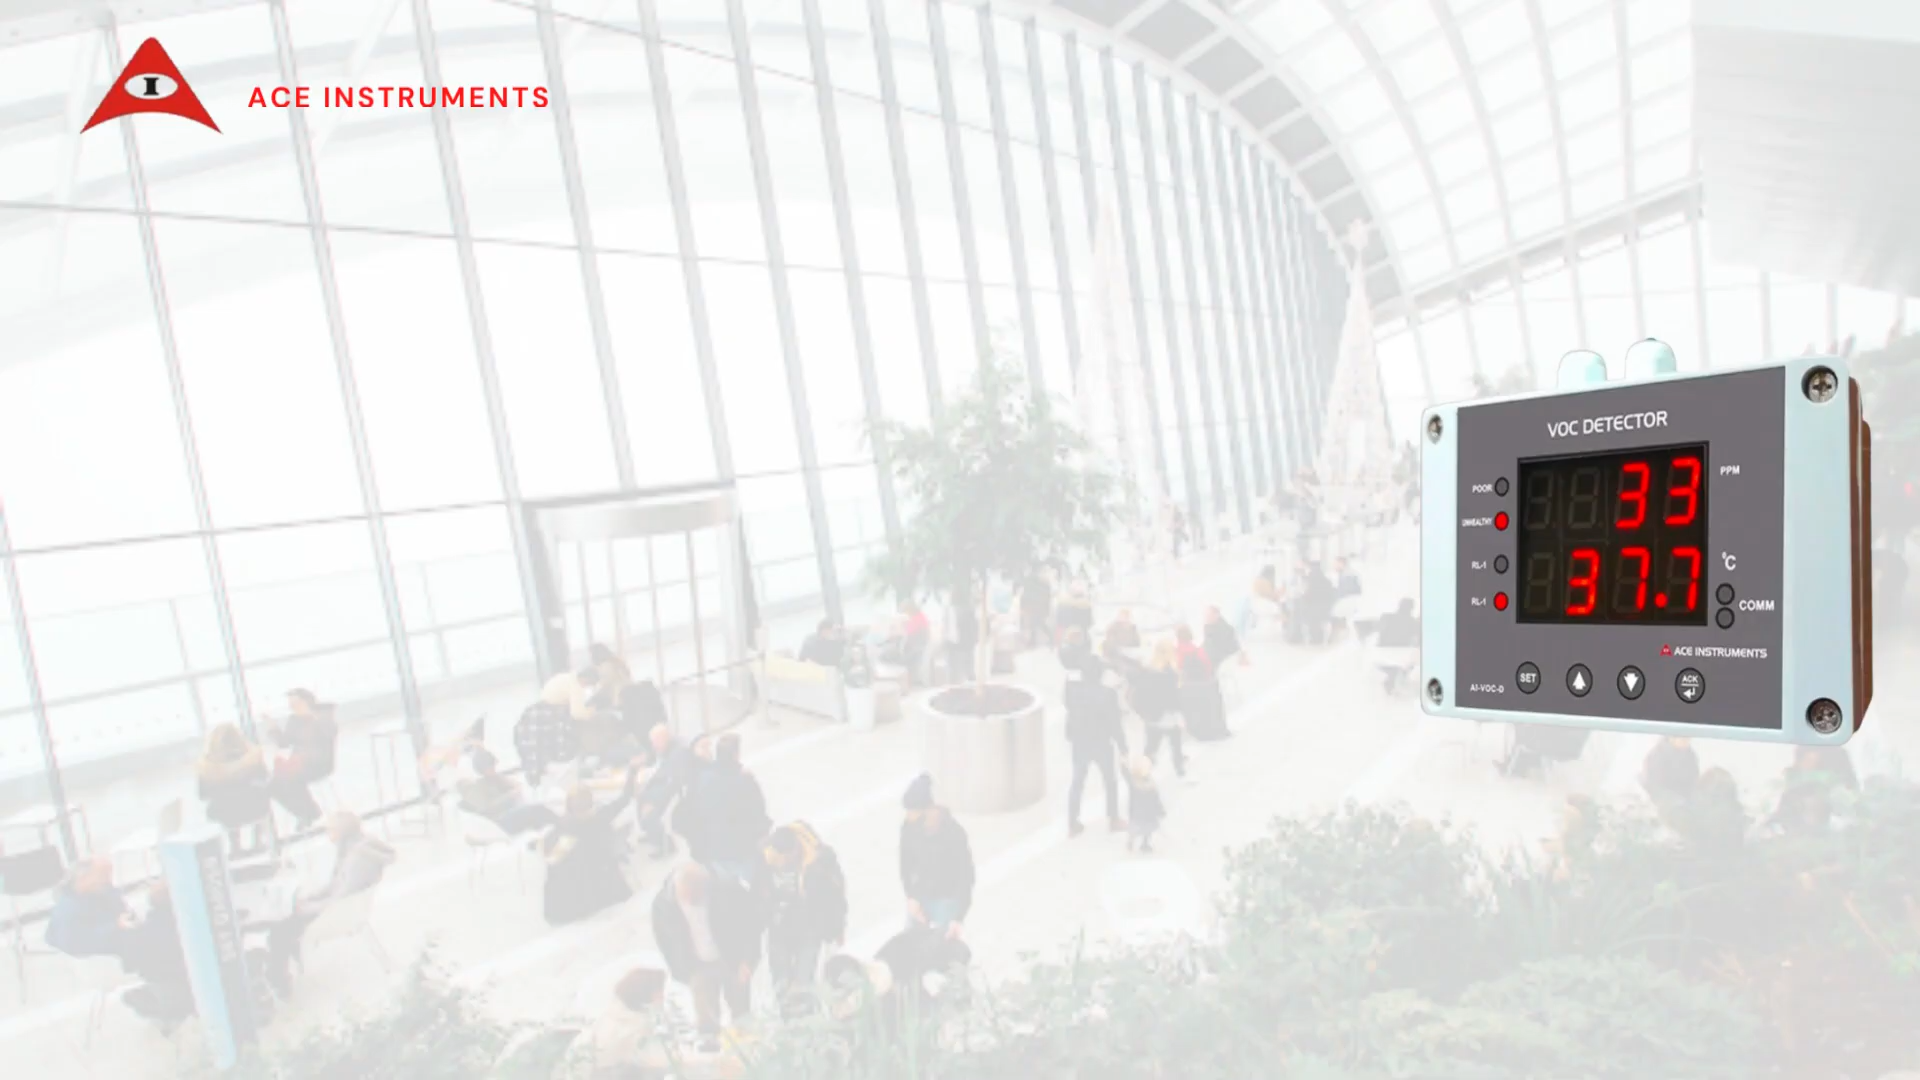 I
ACE INSTRUMENTS
VOC DETECTOR
POOR
33
PPM
UNHEALTHY
RL-1
37.7
°C
RL-1
COMM
ACE INSTRUMENTS
AI-VOC-D
SET
ACK